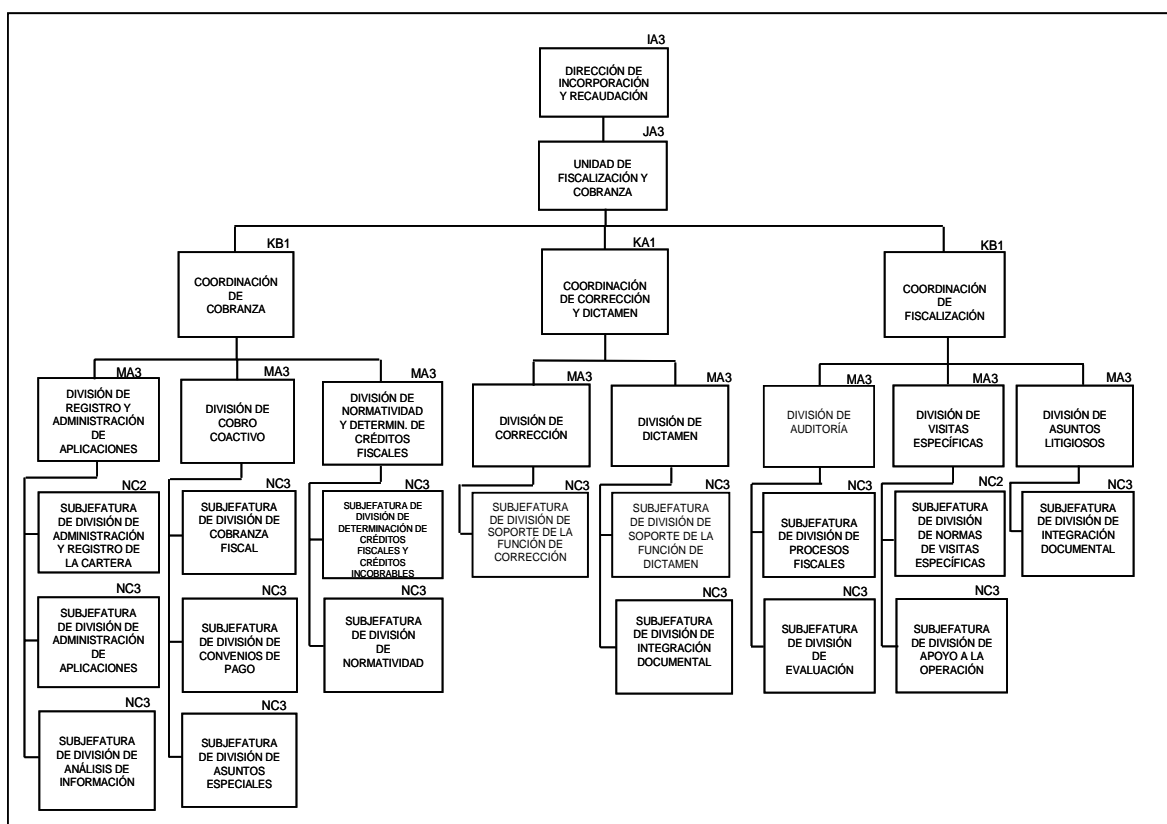 IA3
DIRECCIÓN DE
INCORPORACIÓN
Y RECAUDACIÓN
JA3
UNIDAD DE
FISCALIZACIÓN Y
COBRANZA
KB1
COORDINACIÓN
DE
COBRANZA
KA1
COORDINACIÓN
DE CORRECCIÓN
Y DICTAMEN
KB1
COORDINACIÓN
DE
FISCALIZACIÓN
MA3
DIVISIÓN DE
REGISTRO Y
ADMINISTRACIÓN
DE
APLICACIONES
MA3
DIVISIÓN DE
COBRO
COACTIVO
MA3
DIVISIÓN DE
NORMATIVIDAD
Y DETERMIN. DE
CRÉDITOS
FISCALES
MA3
DIVISIÓN DE
CORRECCIÓN
MA3
DIVISIÓN DE
DICTAMEN
MA3
DIVISIÓN DE
AUDITORÍA
MA3
DIVISIÓN DE
VISITAS
ESPECÍFICAS
MA3
DIVISIÓN DE
ASUNTOS
LITIGIOSOS
NC2
SUBJEFATURA
DE DIVISIÓN DE
ADMINISTRACIÓN
Y REGISTRO DE
LA CARTERA
NC3
SUBJEFATURA
DE DIVISIÓN DE
COBRANZA
FISCAL
NC3
SUBJEFATURA DE
DIVISIÓN DE
DETERMINACIÓN DE
CRÉDITOS
FISCALES Y
CRÉDITOS
INCOBRABLES
NC3
SUBJEFATURA
DE DIVISIÓN DE
SOPORTE DE LA
FUNCIÓN DE
CORRECCIÓN
NC3
SUBJEFATURA
DE DIVISIÓN DE
SOPORTE DE LA
FUNCIÓN DE
DICTAMEN
NC3
SUBJEFATURA
DE DIVISIÓN DE
PROCESOS
FISCALES
NC2
SUBJEFATURA
DE DIVISIÓN
DE NORMAS
DE VISITAS
ESPECÍFICAS
NC3
SUBJEFATURA
DE DIVISIÓN DE
INTEGRACIÓN
DOCUMENTAL
NC3
SUBJEFATURA
DE DIVISIÓN DE
ADMINISTRACIÓN
DE
APLICACIONES
NC3
SUBJEFATURA
DE DIVISIÓN DE
CONVENIOS DE
PAGO
NC3
SUBJEFATURA
DE DIVISIÓN
DE
NORMATIVIDAD
NC3
SUBJEFATURA
DE DIVISIÓN DE
INTEGRACIÓN
DOCUMENTAL
NC3
SUBJEFATURA
DE DIVISIÓN
DE
EVALUACIÓN
NC3
SUBJEFATURA
DE DIVISIÓN DE
APOYO A LA
OPERACIÓN
NC3
SUBJEFATURA
DE DIVISIÓN DE
ANÁLISIS DE
INFORMACIÓN
NC3
SUBJEFATURA
DE DIVISIÓN DE
ASUNTOS
ESPECIALES